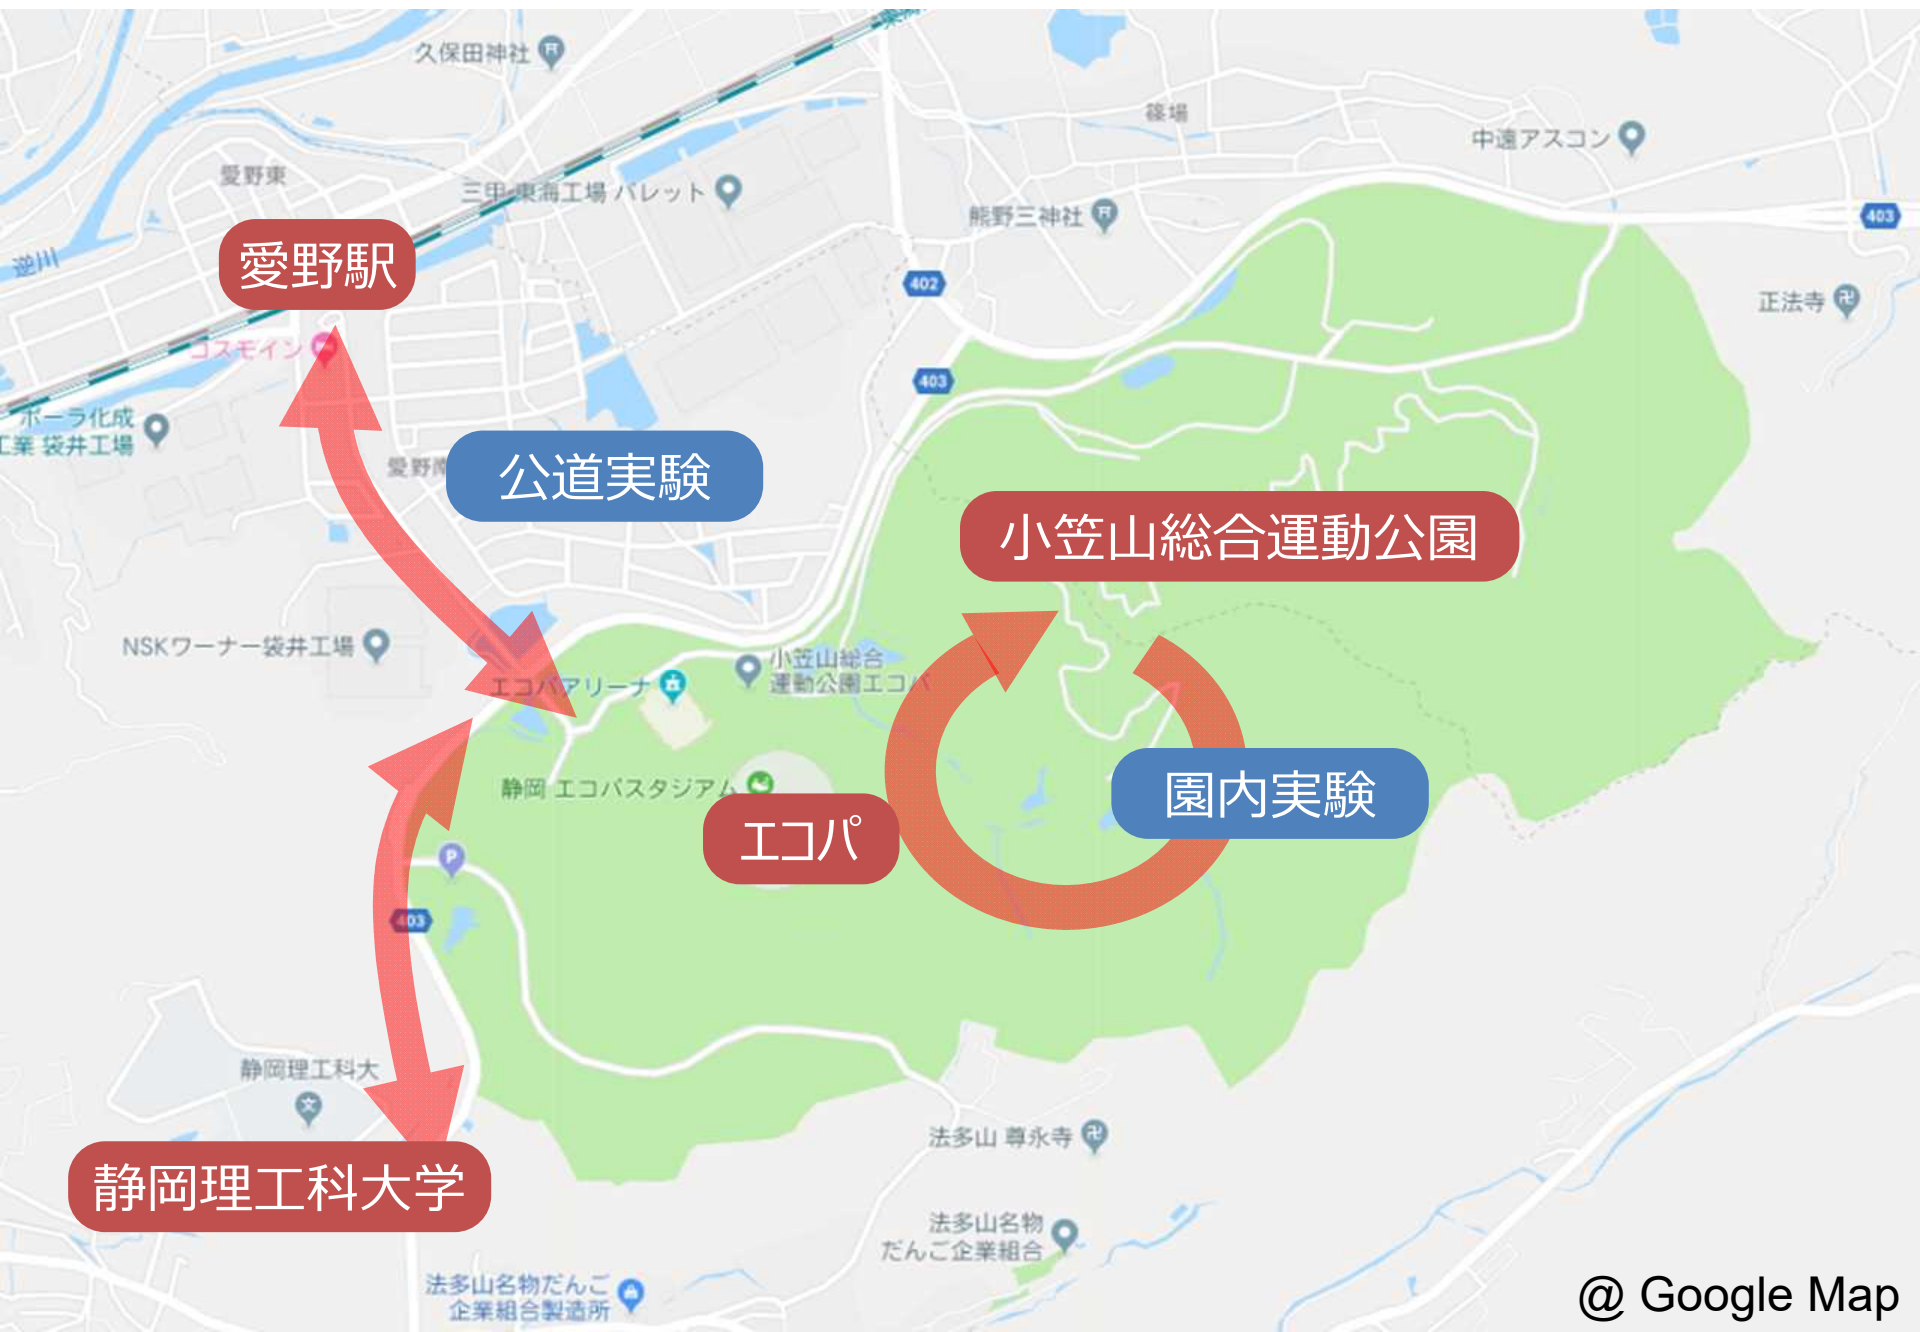 久保田神社
篠場
中遠アスコン
愛野東
三甲 東海工場 パレット
熊野三神社
403
逆川
愛野駅
402
正法寺
コスモイン
403
ポーラ化成
工業 袋井工場
愛野南
公道実験
小笠山総合運動公園
NSKワーナー袋井工場
小笠山総合
運動公園エコパ
エコパアリーナ
静岡 エコパスタジアム
園内実験
エコパ
P
403
静岡理工科大
法多山 尊永寺
静岡理工科大学
法多山名物
だんご企業組合
法多山名物だんご
企業組合製造所
@ Google Map